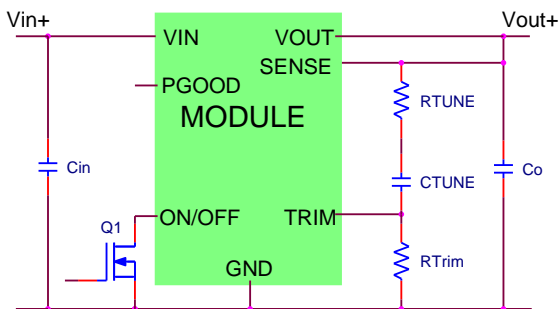 Vin+
Vout+
VIN
VOUT
SENSE
PGOOD
RTUNE
MODULE
Cin
CTUNE
Co
Q1
ON/OFF
TRIM
GND
RTrim